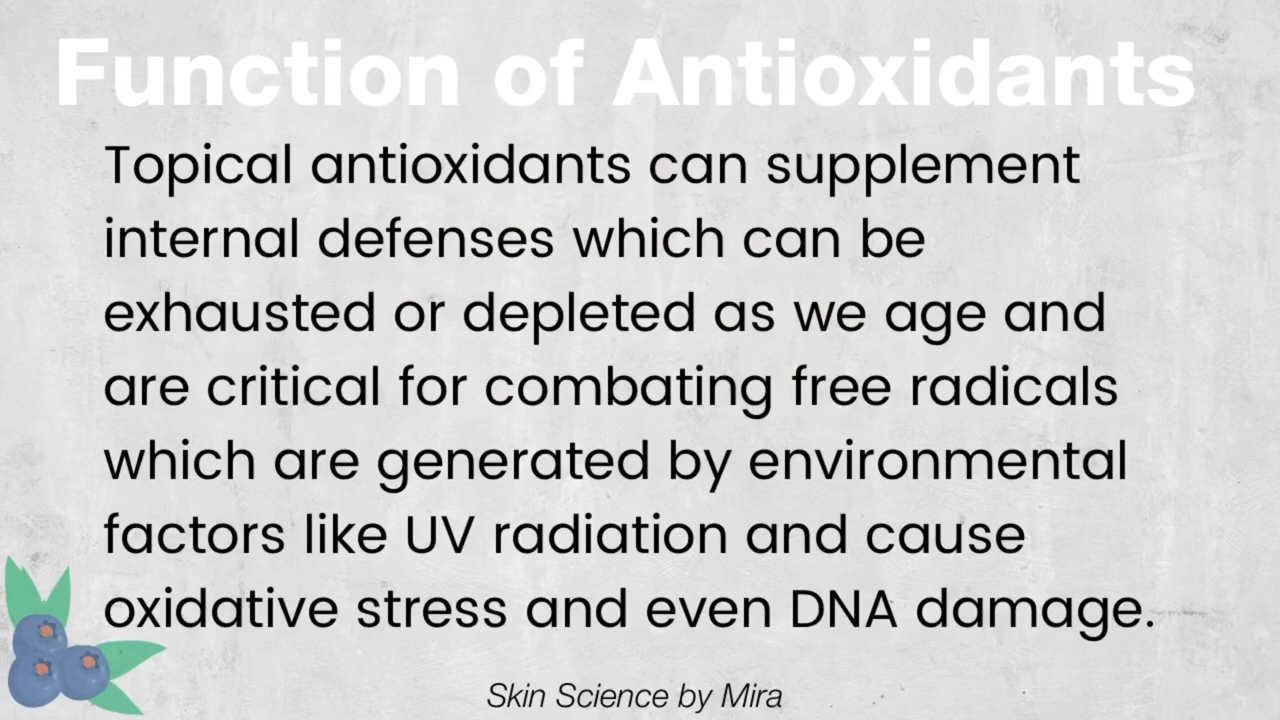 Function of Antioxidants
Topical antioxidants can supplement
internal defenses which can be
exhausted or depleted as we age and
are critical for combating free radicals
which are generated by environmental
factors like UV radiation and cause
oxidative stress and even DNA damage.
Skin Science by Mira